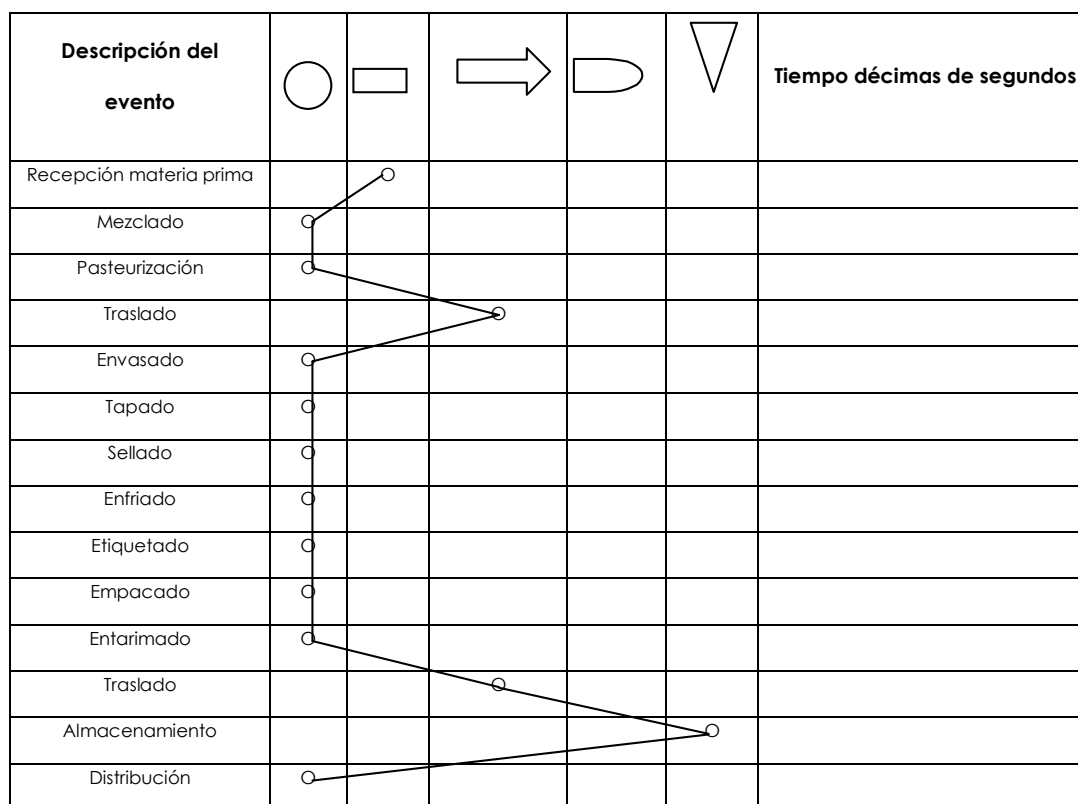 Descripción del
evento
Tiempo décimas de segundos
Recepción materia prima
Mezclado
Pasteurización
Traslado
Envasado
Tapado
Sellado
Enfriado
Etiquetado
Empacado
Entarimado
Traslado
Almacenamiento
Distribución